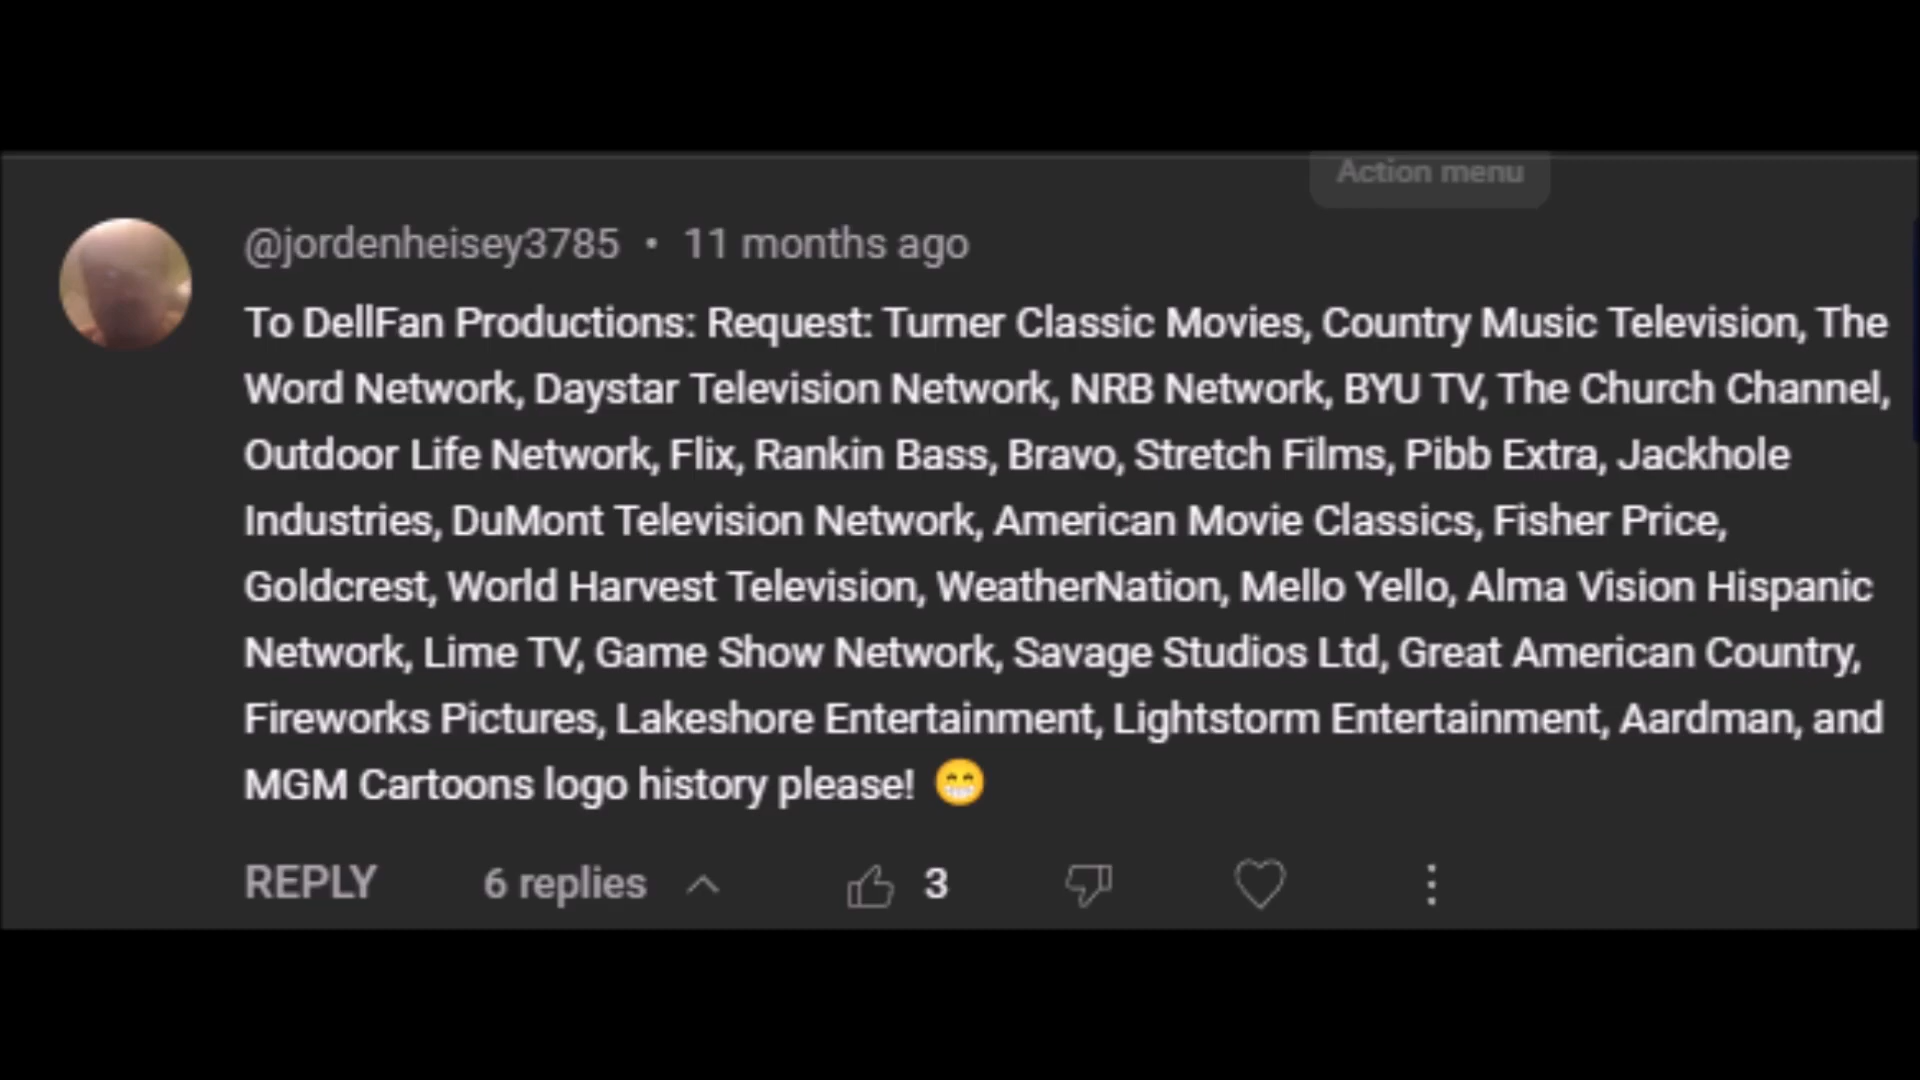 Action menu
@jordenheisey3785 • 11 months ago
To DellFan Productions: Request: Turner Classic Movies, Country Music Television, The
Word Network, Daystar Television Network, NRB Network, BYU TV, The Church Channel,
Outdoor Life Network, Flix, Rankin Bass, Bravo, Stretch Films, Pibb Extra, Jackhole
Industries, DuMont Television Network, American Movie Classics, Fisher Price,
Goldcrest, World Harvest Television, WeatherNation, Mello Yello, Alma Vision Hispanic
Network, Lime TV, Game Show Network, Savage Studios Ltd, Great American Country,
Fireworks Pictures, Lakeshore Entertainment, Lightstorm Entertainment, Aardman, and
MGM Cartoons logo history please! 😁
REPLY 6 replies 3